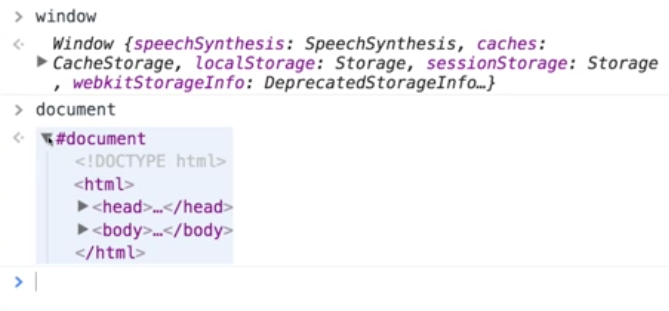 > window
Window {speechSynthesis: SpeechSynthesis, caches:
CacheStorage, localStorage: Storage, sessionStorage: Storage
, webkitStorageInfo: DeprecatedStorageInfo…}
> document
#document
<!DOCTYPE html>
<html>
<head>…</head>
<body>…</body>
</html>
>